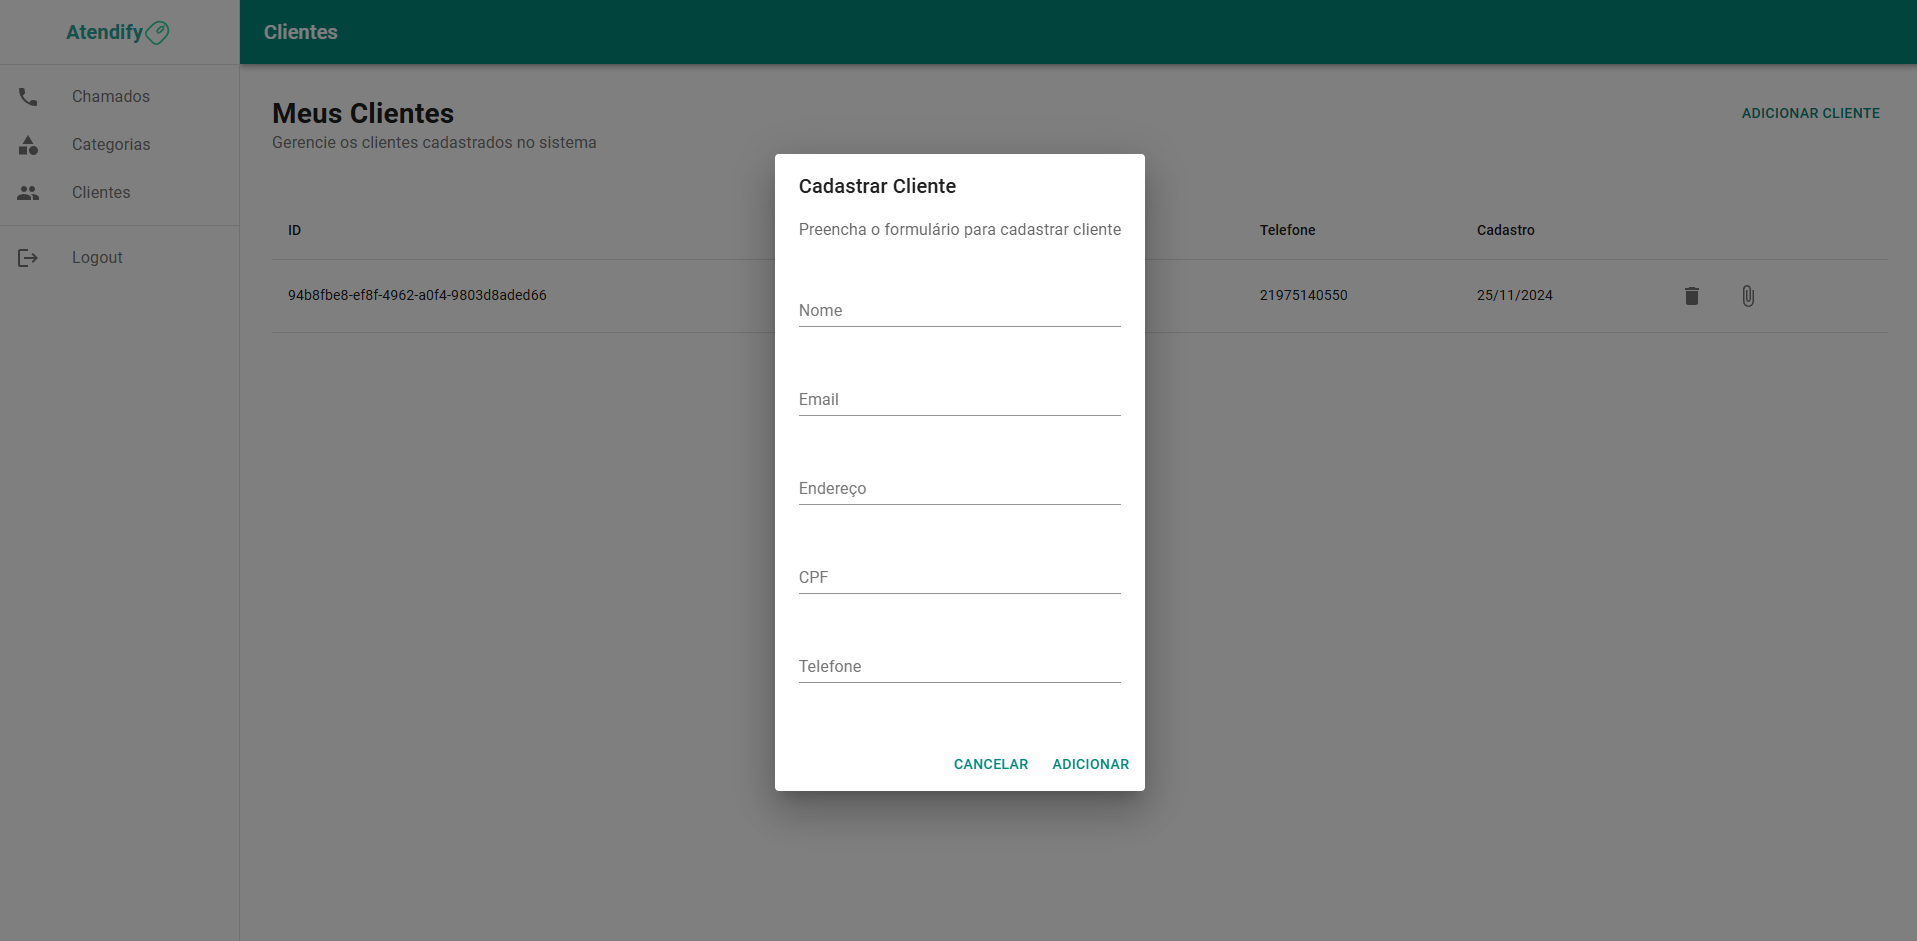 Atendify
Clientes
Chamados
Categorias
Clientes
Logout
Meus Clientes
Gerencie os clientes cadastrados no sistema
ADICIONAR CLIENTE
ID
Telefone
Cadastro
94b8fbe8-ef8f-4962-a0f4-9803d8aded66
21975140550
25/11/2024
Cadastrar Cliente
Preencha o formulário para cadastrar cliente
Nome
Email
Endereço
CPF
Telefone
CANCELAR
ADICIONAR